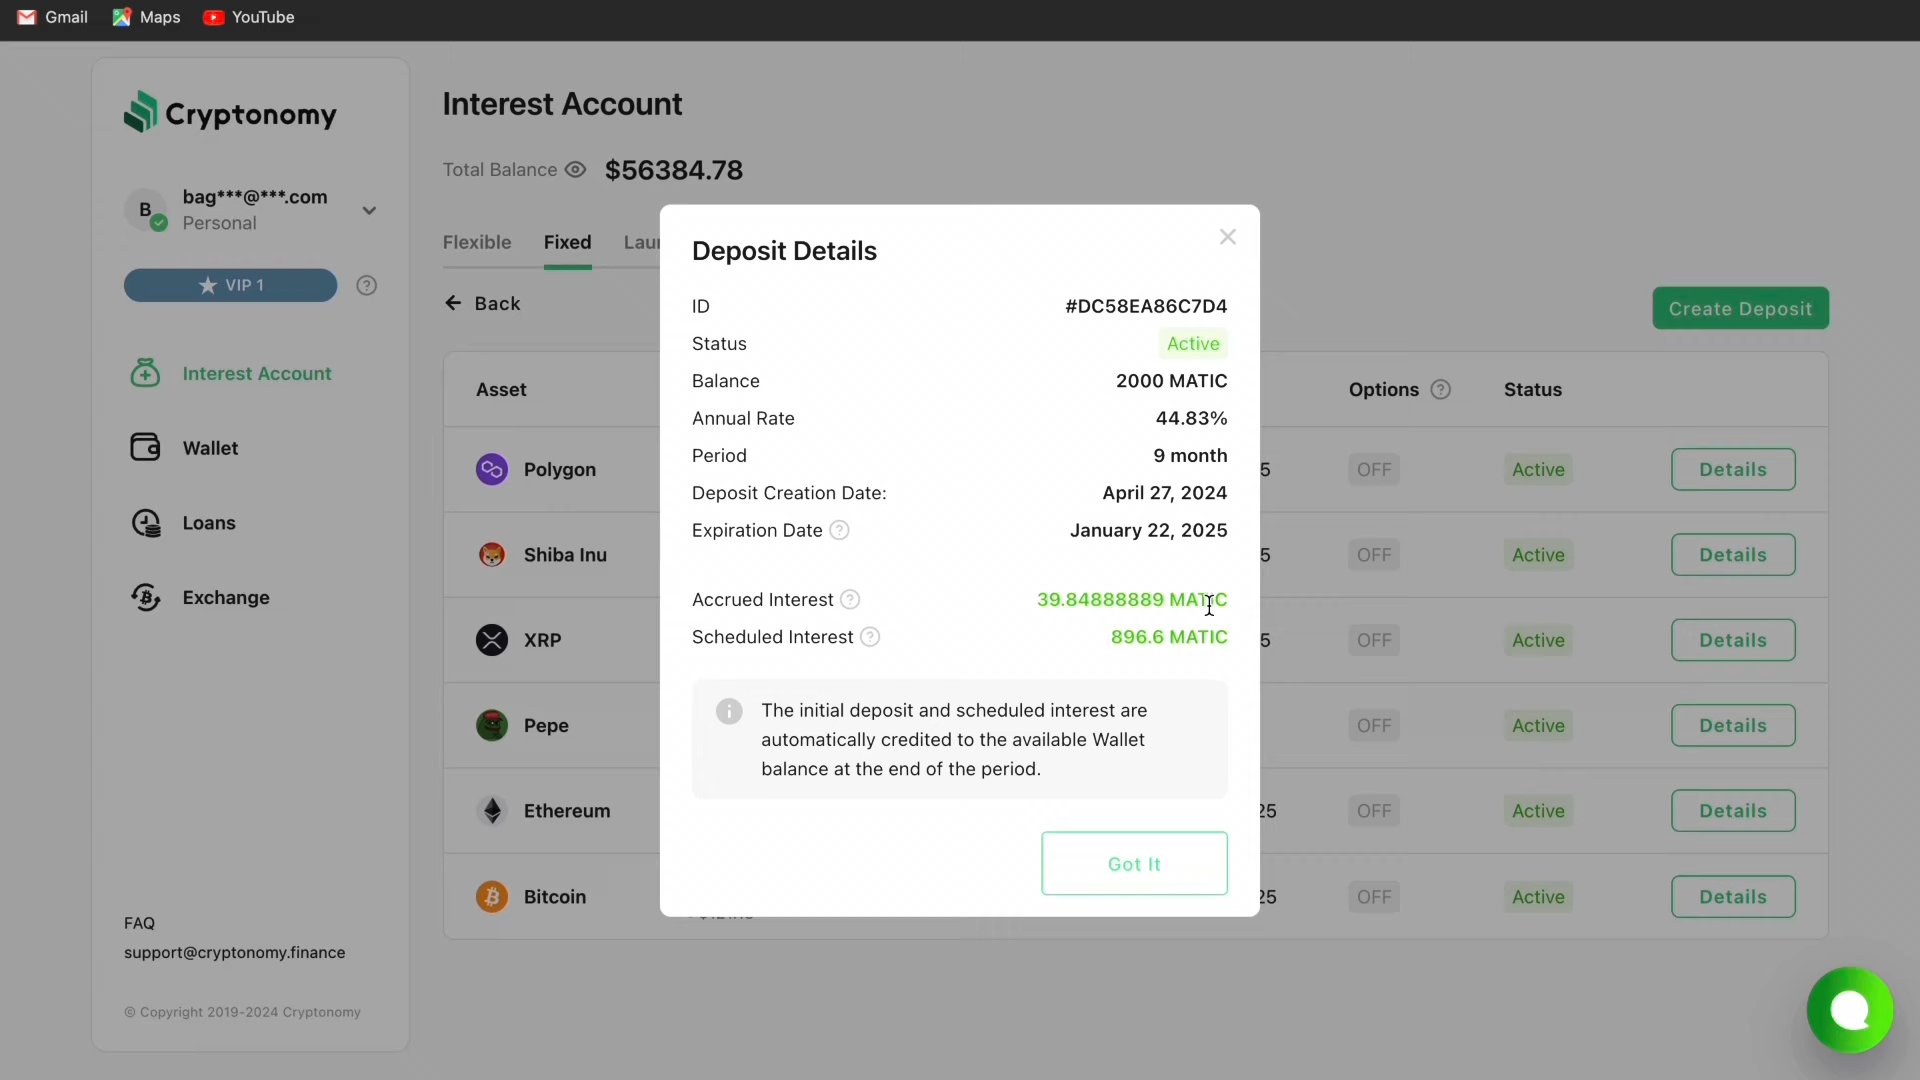 Gmail Maps YouTube
Cryptonomy
bag***@***.com
Personal
B
VIP 1
Interest Account
Wallet
Loans
Exchange
FAQ
support@cryptonomy.finance
© Copyright 2019-2024 Cryptonomy
Interest Account
Total Balance $56384.78
Flexible Fixed
Back
Create Deposit
Asset Options Status
Polygon 5 OFF Active Details
Shiba Inu 5 OFF Active Details
XRP 5 OFF Active Details
Pepe OFF Active Details
Ethereum 25 OFF Active Details
Bitcoin 25 OFF Active Details
Deposit Details
ID #DC58EA86C7D4
Status Active
Balance 2000 MATIC
Annual Rate 44.83%
Period 9 month
Deposit Creation Date: April 27, 2024
Expiration Date January 22, 2025
Accrued Interest 39.84888889 MATIC
Scheduled Interest 896.6 MATIC
The initial deposit and scheduled interest are
automatically credited to the available Wallet
balance at the end of the period.
Got It